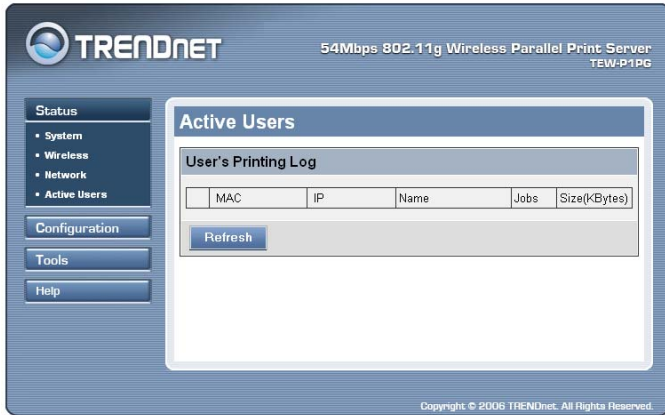 TRENDNET
54Mbps 802.11g Wireless Parallel Print Server
TEW-P1PG
Status
• System
• Wireless
• Network
• Active Users
Configuration
Tools
Help
Active Users
User's Printing Log
MAC IP Name Jobs Size(KBytes)
Refresh
Copyright © 2006 TRENDnet. All Rights Reserved.